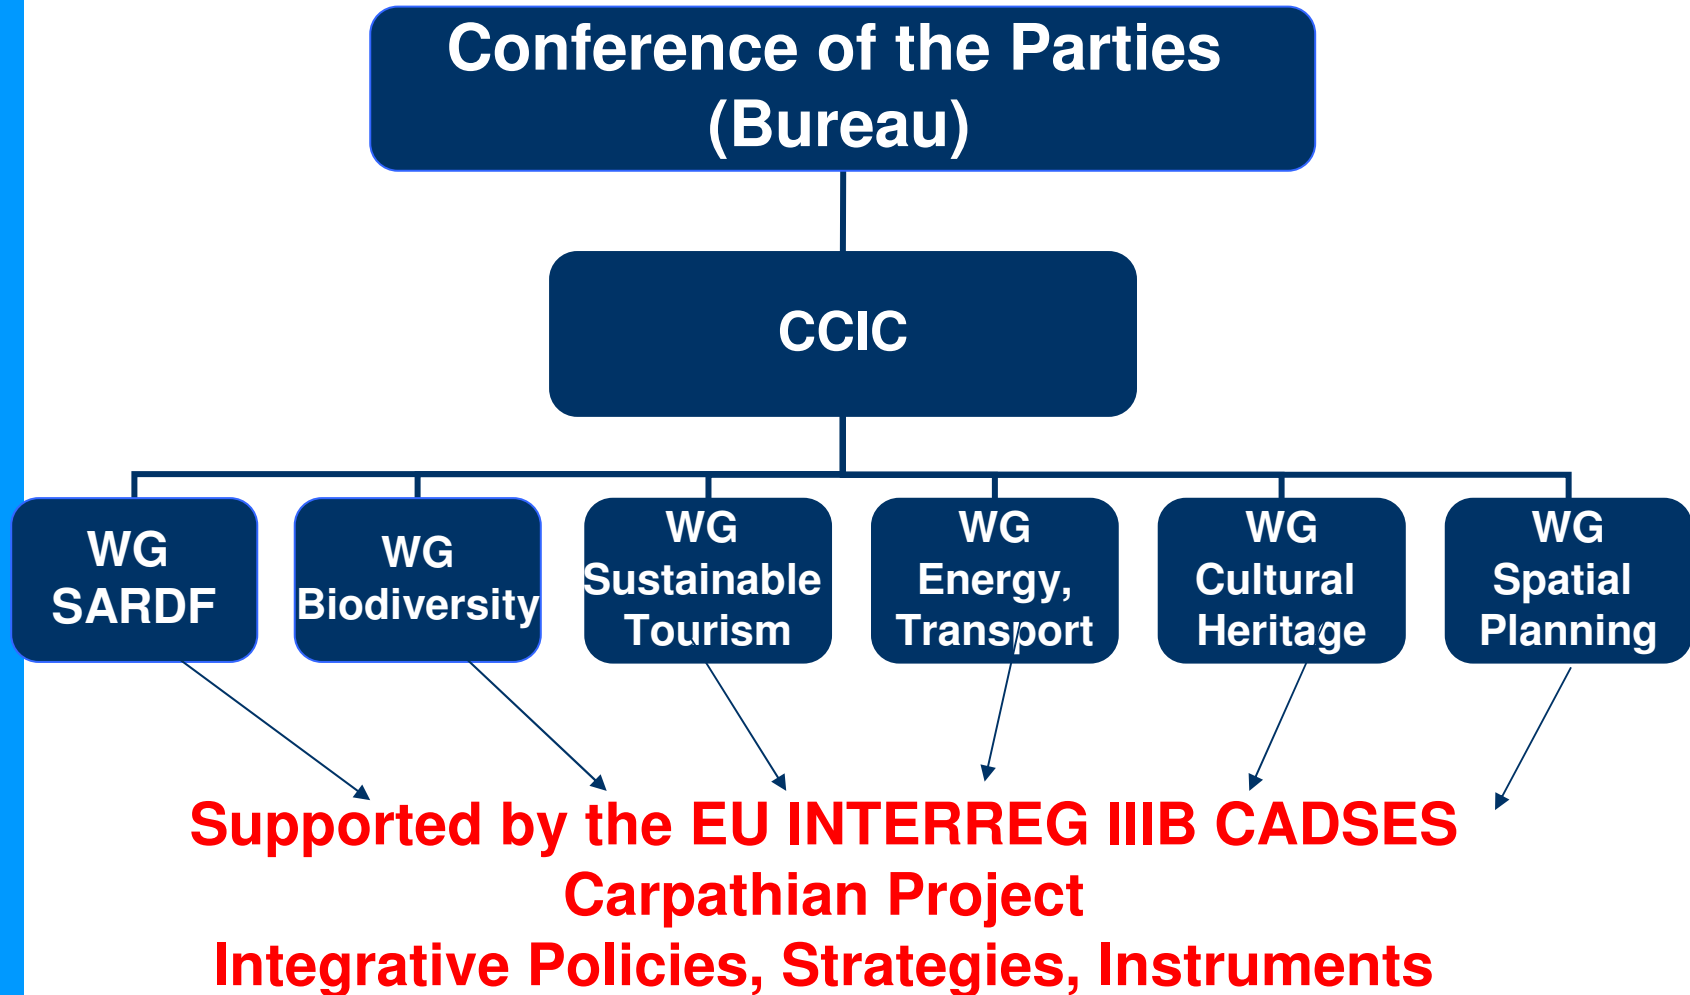 Conference of the Parties
(Bureau)
CCIC
WG
SARDF
WG
Biodiversity
WG
Sustainable
Tourism
WG
Energy,
Transport
WG
Cultural
Heritage
WG
Spatial
Planning
Supported by the EU INTERREG IIIB CADSES
Carpathian Project
Integrative Policies, Strategies, Instruments